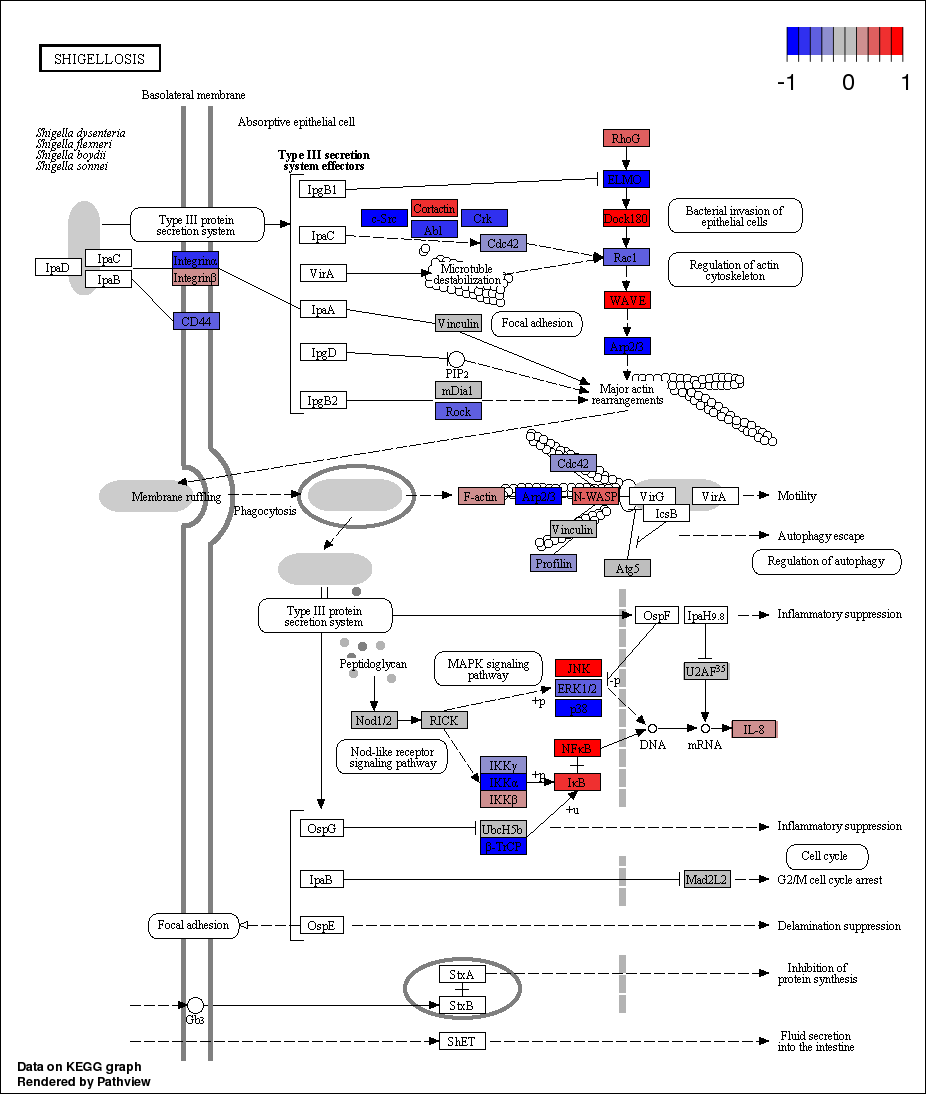 SHIGELLOSIS
-1 0 1
Basolateral membrane
Absorptive epithelial cell
Shigella dysenteria
Shigella flexneri
Shigella boydii
Shigella sonnei
Type III secretion
system effectors
RhoG
IpgB1
ELMO1
Type III protein
secretion system
c-Src
Cortactin
Crk
Abl
Dock180
Bacterial invasion of
epithelial cells
IpaC
Cdc42
Rac1
IpaD
IpaC
IpaB
Integrinα
Integrinβ
VirA
Microtuble
destabilization
Regulation of actin
cytoskeleton
WAVE
CD44
IpaA
Vinculin
Focal adhesion
Arp2/3
IpgD
PIP2
mDia1
IpgB2
Rock
Major actin
rearrangements
Cdc42
Membrane ruffling
Phagocytosis
F-actin
Arp2/3
N-WASP
VirG
VirA
Motility
IcsB
Vinculin
Autophagy escape
Profilin
Atg5
Regulation of autophagy
Type III protein
secretion system
OspF
IpaH9.8
Inflammatory suppression
Peptidoglycan
MAPK signaling
pathway
JNK
ERK1/2
p38
-p
+p
U2AF35
Nod1/2
RICK
DNA
mRNA
IL-8
Nod-like receptor
signaling pathway
NFκB
IKKγ
IKKα
IKKβ
+p
IκB
+u
OspG
UbcH5b
β-TrCP
Inflammatory suppression
Cell cycle
IpaB
Mad2L2
G2/M cell cycle arrest
Focal adhesion
OspE
Delamination suppression
StxA
StxB
Inhibition of
protein synthesis
Gb3
ShET
Fluid secretion
into the intestine
Data on KEGG graph
Rendered by Pathview